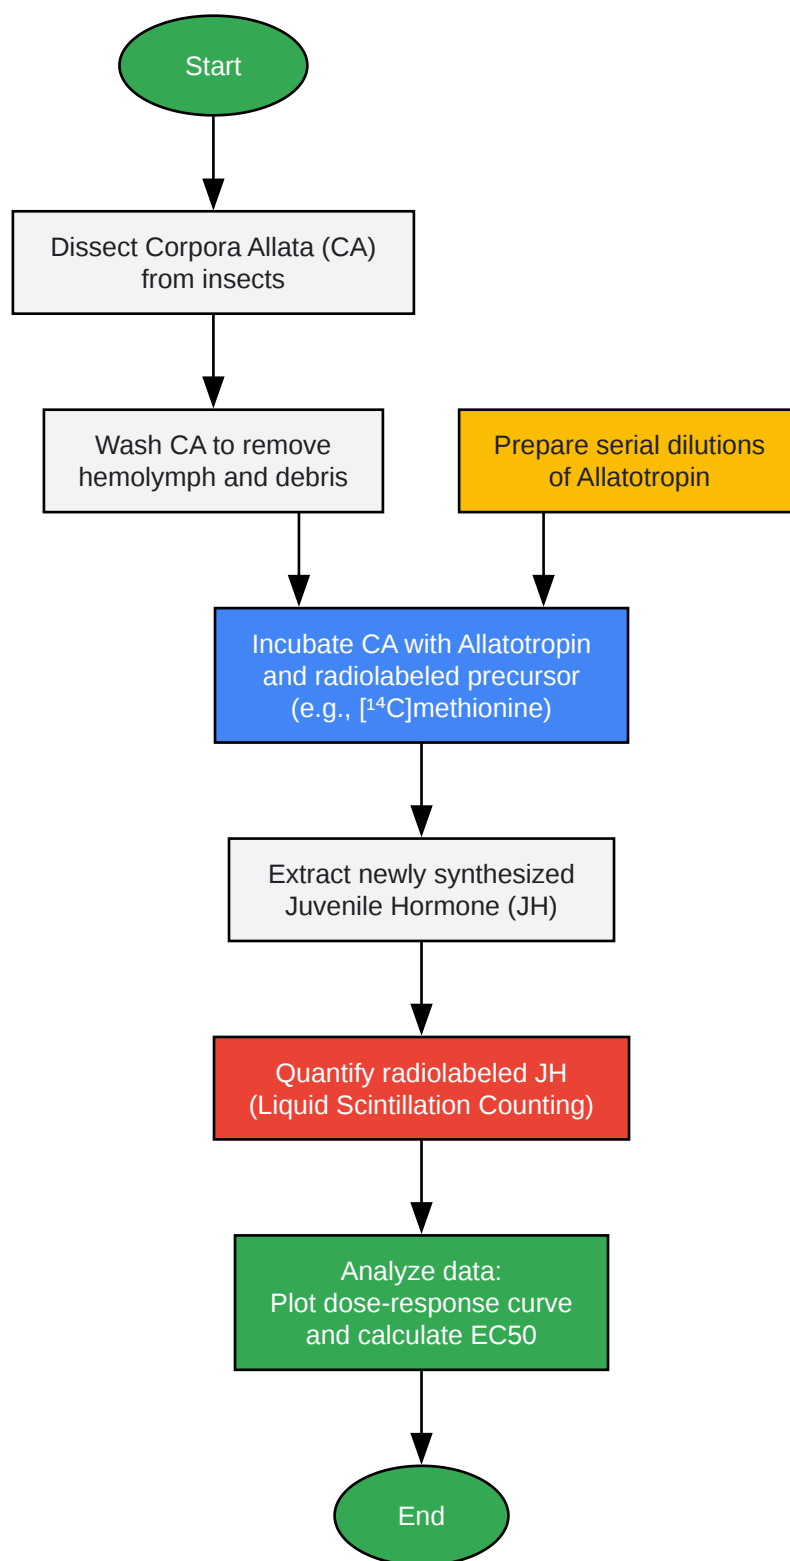 Start
Dissect Corpora Allata (CA)
from insects
Wash CA to remove
hemolymph and debris
Prepare serial dilutions
of Allatotropin
Incubate CA with Allatotropin
and radiolabeled precursor
(e.g., [¹⁴C]methionine)
Extract newly synthesized
Juvenile Hormone (JH)
Quantify radiolabeled JH
(Liquid Scintillation Counting)
Analyze data:
Plot dose-response curve
and calculate EC50
End